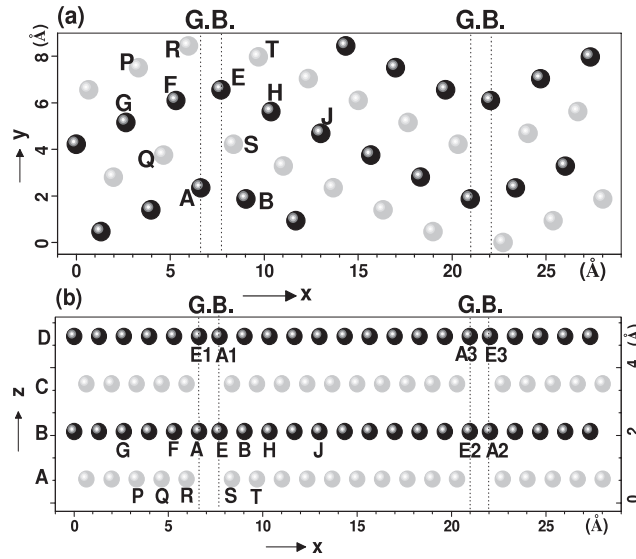 (a) G.B. G.B.
(Å)
8
R T
P
E
F
6
H
G
J
y
4
Q S
A B
2
0
0 5 10 15 20 25 (Å)
x
(b) G.B. G.B.
D
(Å)
E1 A1 A3 E3
4
C
z
B
2
G F A E B H J E2 A2
A
P Q R S T
0
0 5 10 15 20 25 (Å)
x